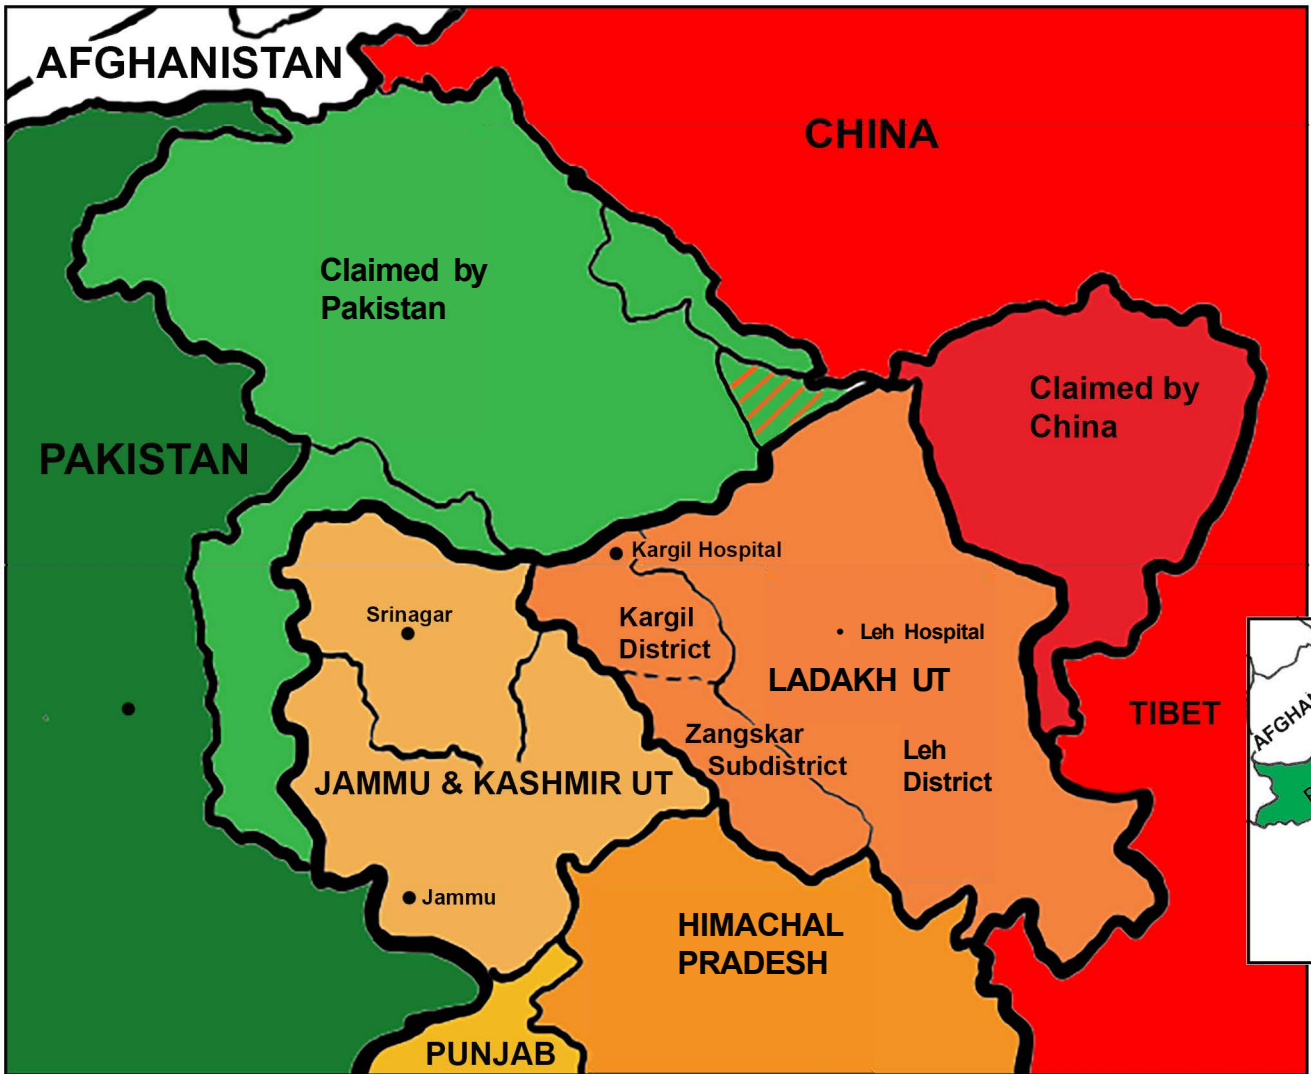 AFGHANISTAN
CHINA
Claimed by
Pakistan
Claimed by
China
PAKISTAN
Kargil Hospital
Srinagar
Kargil
District
Leh Hospital
LADAKH UT
TIBET
Zangskar
Subdistrict
Leh
District
JAMMU & KASHMIR UT
Jammu
HIMACHAL
PRADESH
PUNJAB